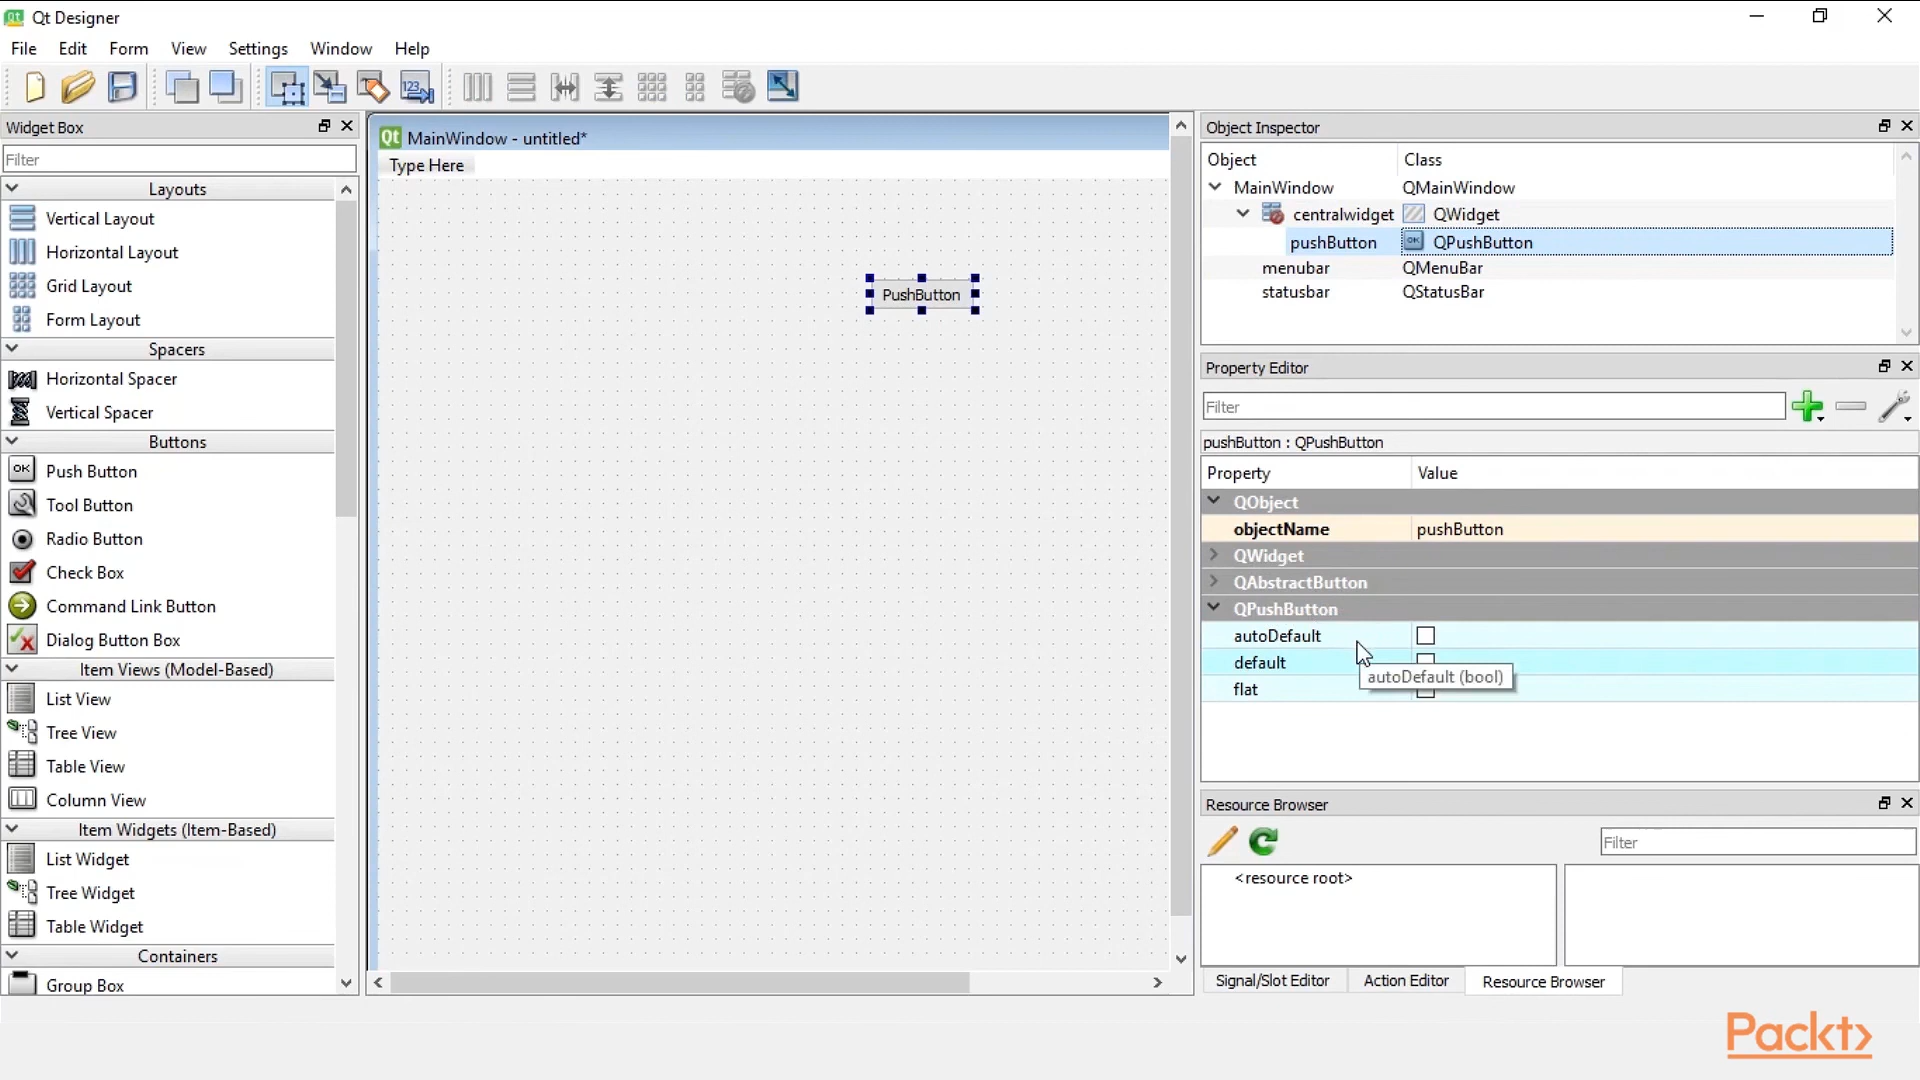 Qt Designer
File Edit Form View Settings Window Help
Widget Box
Filter
Layouts
Vertical Layout
Horizontal Layout
Grid Layout
Form Layout
Spacers
Horizontal Spacer
Vertical Spacer
Buttons
OK Push Button
Tool Button
Radio Button
Check Box
Command Link Button
Dialog Button Box
Item Views (Model-Based)
List View
Tree View
Table View
Column View
Item Widgets (Item-Based)
List Widget
Tree Widget
Table Widget
Containers
Group Box
Qt MainWindow - untitled*
Type Here
PushButton
Object Inspector
Object Class
MainWindow QMainWindow
centralwidget QWidget
pushButton OK QPushButton
menubar QMenuBar
statusbar QStatusBar
Property Editor
Filter
pushButton : QPushButton
Property Value
QObject
objectName pushButton
QWidget
QAbstractButton
QPushButton
autoDefault
default
autoDefault (bool)
flat
Resource Browser
Filter
<resource root>
Signal/Slot Editor Action Editor Resource Browser
Packt>